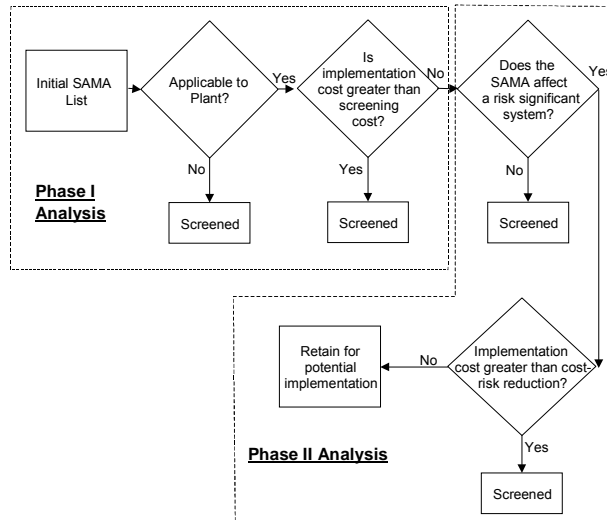 Initial SAMA
List
Applicable to
Plant?
Yes
Is
implementation
cost greater than
screening
cost?
No
Does the
SAMA affect
a risk significant
system?
Yes
No
Yes
No
Phase I
Analysis
Screened
Screened
Screened
Retain for
potential
implementation
No
Implementation
cost greater than cost-
risk reduction?
Phase II Analysis
Yes
Screened